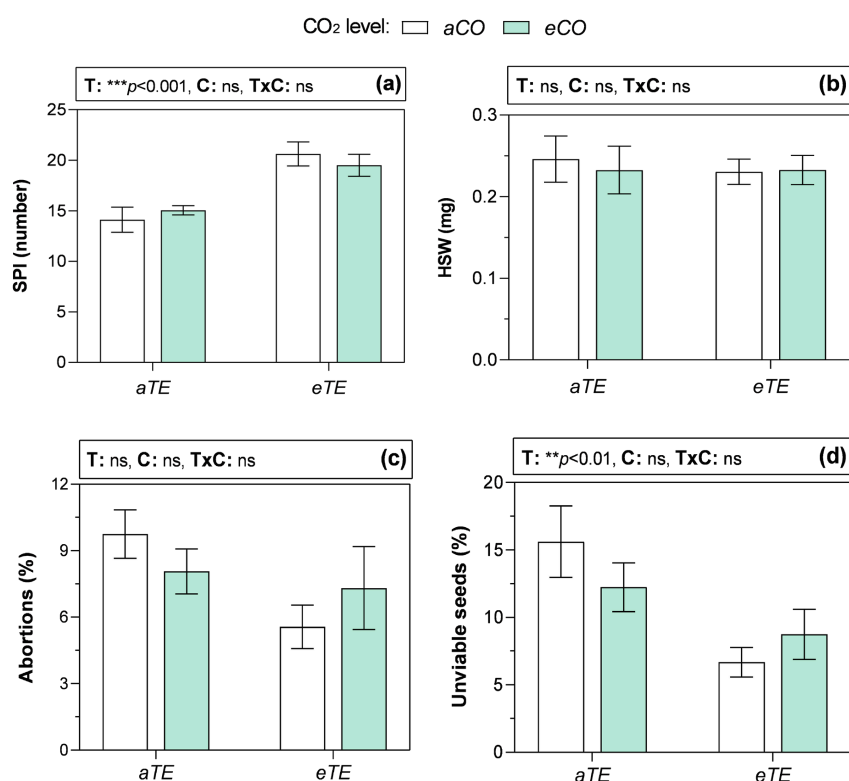 CO₂ level: aCO eCO
T: ***p<0.001, C: ns, TxC: ns (a)
SPI (number)
25
20
15
10
5
0
aTE eTE
T: ns, C: ns, TxC: ns (b)
HSW (mg)
0.3
0.2
0.1
0.0
aTE eTE
T: ns, C: ns, TxC: ns (c)
Abortions (%)
12
9
6
3
0
aTE eTE
T: **p<0.01, C: ns, TxC: ns (d)
Unviable seeds (%)
20
15
10
5
0
aTE eTE